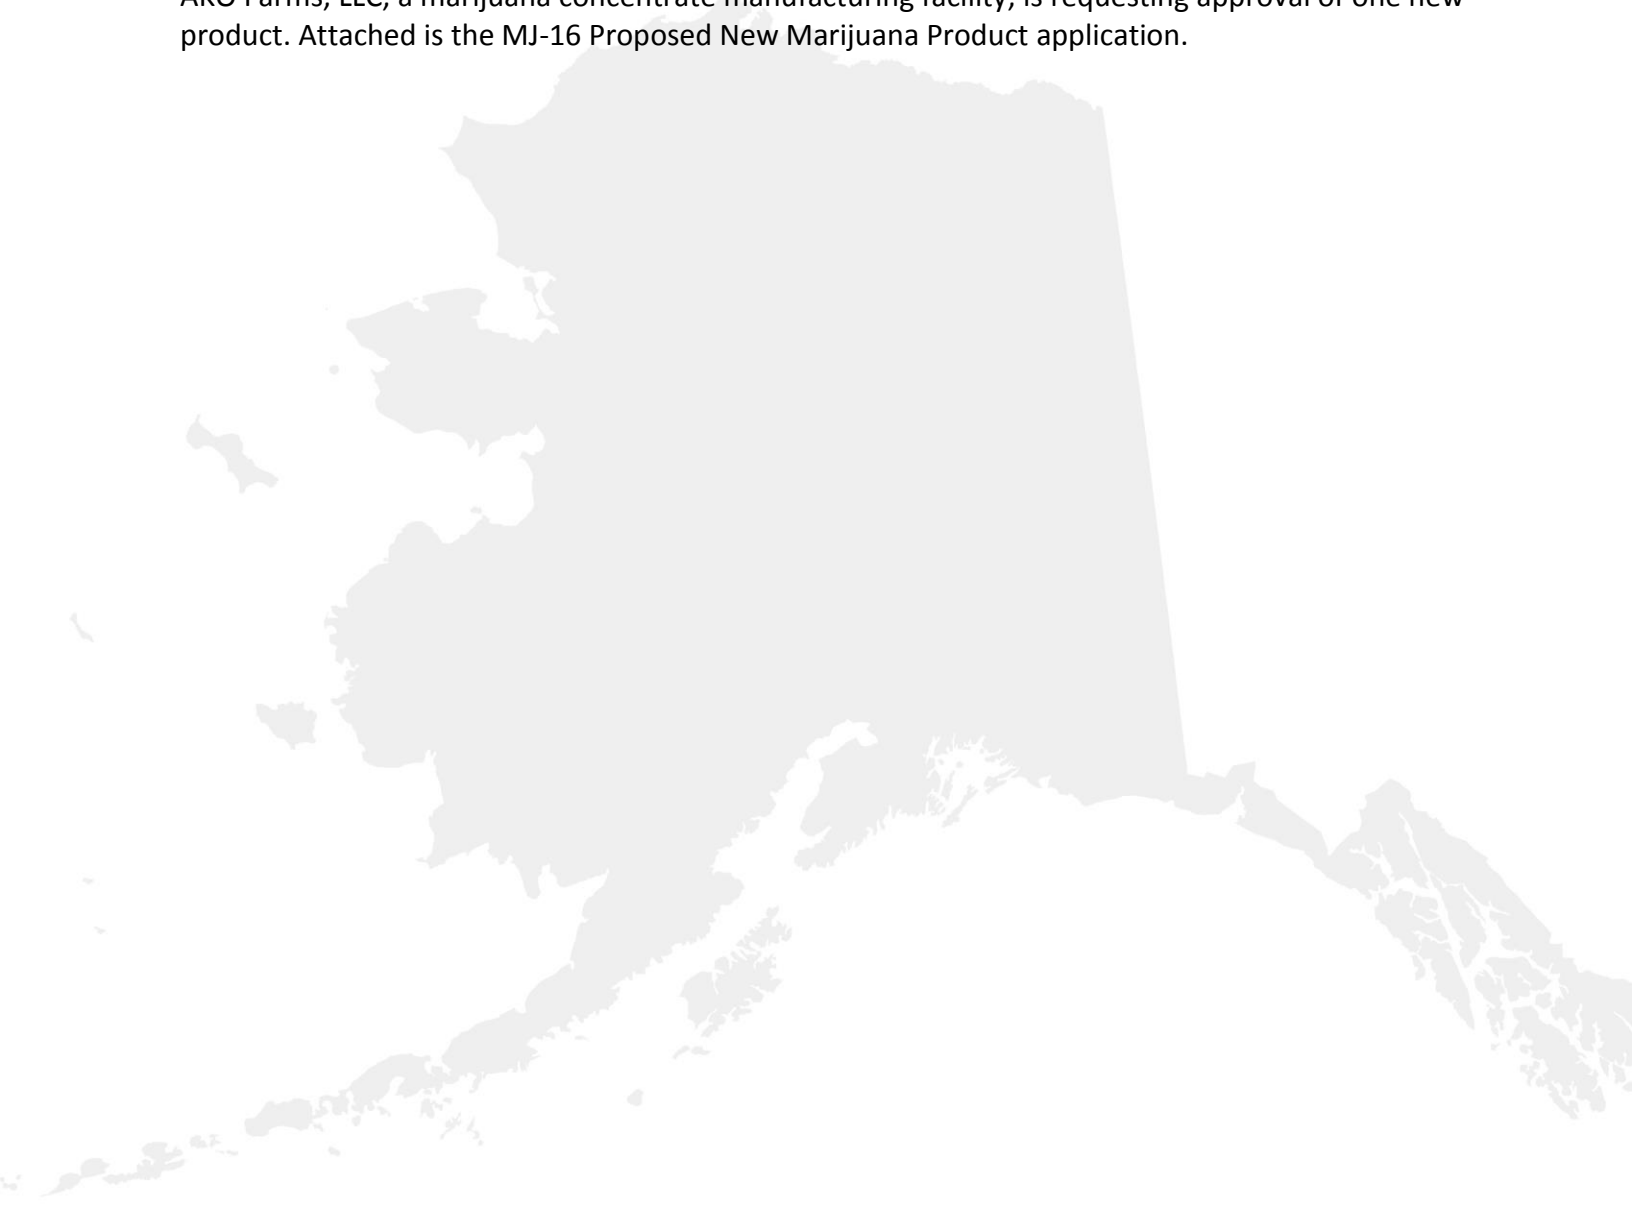 AKO Farms, LLC, a marijuana concentrate manufacturing facility, is requesting approval of one new
product. Attached is the MJ-16 Proposed New Marijuana Product application.